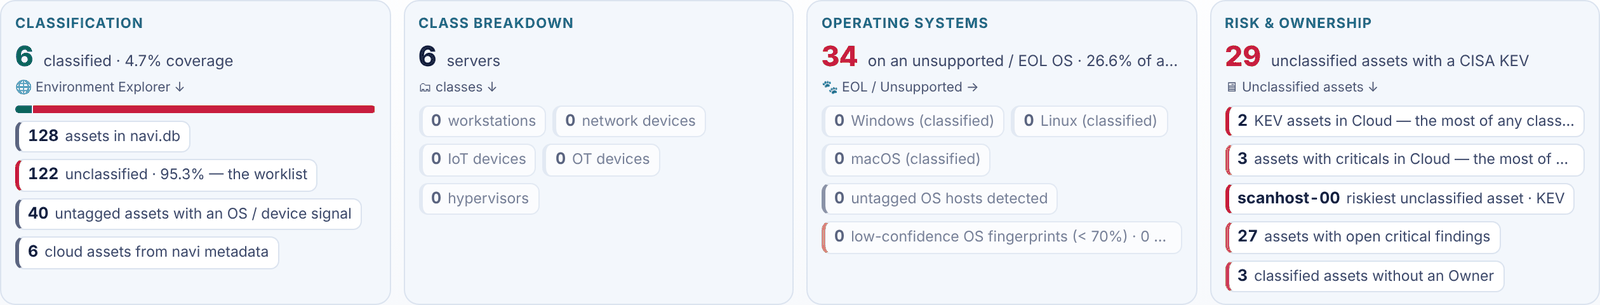 CLASSIFICATION
6 classified · 4.7% coverage
Environment Explorer ↓
128 assets in navi.db
122 unclassified · 95.3% — the worklist
40 untagged assets with an OS / device signal
6 cloud assets from navi metadata
CLASS BREAKDOWN
6 servers
classes ↓
0 workstations
0 network devices
0 IoT devices
0 OT devices
0 hypervisors
OPERATING SYSTEMS
34 on an unsupported / EOL OS · 26.6% of a...
EOL / Unsupported →
0 Windows (classified)
0 Linux (classified)
0 macOS (classified)
0 untagged OS hosts detected
0 low-confidence OS fingerprints (< 70%) · 0 ...
RISK & OWNERSHIP
29 unclassified assets with a CISA KEV
Unclassified assets ↓
2 KEV assets in Cloud — the most of any class...
3 assets with criticals in Cloud — the most of ...
scanhost-00 riskiest unclassified asset · KEV
27 assets with open critical findings
3 classified assets without an Owner